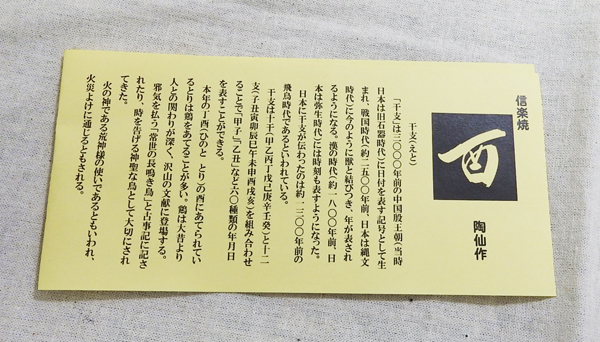 信楽焼
酉
陶仙作
干支(えと)
「干支」は三〇〇〇年前の中国殷王朝(当時
日本は旧石器時代)に日付を表す記号として生
まれ、戦国時代(約二五〇〇年前、日本は縄文
時代)に今のように獣と結びつき、年が表され
るようになる。漢の時代(約一八〇〇年前、日
本は弥生時代)には時刻も表すようになった。
日本に干支が伝わったのは約一三〇〇年前の
飛鳥時代であるといわれている。
干支は十干(甲乙丙丁戊己庚辛壬癸)と十二
支(子丑寅卯辰巳午未申酉戌亥)を組み合わせ
ることで、「甲子」「乙丑」など六〇種類の年月日
を表すことができる。
本年の丁酉(ひのと とり)の酉にあてられてい
るとりは鶏をあてることが多い。鶏は大昔より
人との関わりが深く、沢山の文献に登場する。
邪気を払う「常世の長鳴き鳥」と古事記に記さ
れたり、時を告げる神聖な鳥として大切にされ
てきた。
火の神である荒神様の使いであるともいわれ、
火災よけに通じるともされる。